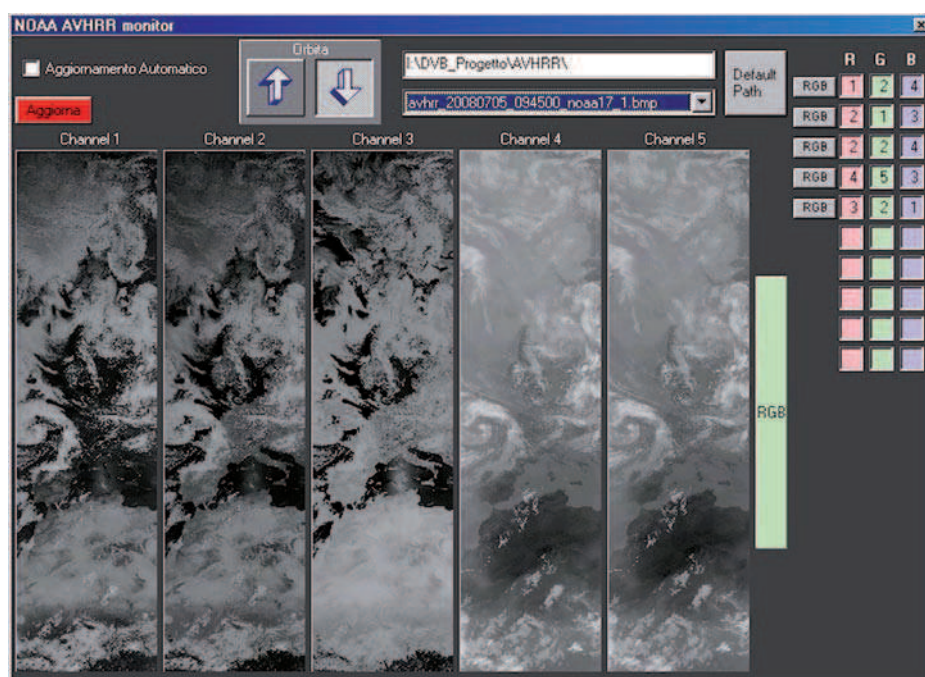 NOAA AVHRR monitor
Aggiornamento Automatico
Aggiorna
Orbita
I:\DVB_Progetto\AVHRR\
avhrr_20080705_094500_noaa17_1.bmp
Default
Path
R G B
RGB 1 2 4
RGB 2 1 3
RGB 2 2 4
RGB 4 5 3
RGB 3 2 1
Channel 1 Channel 2 Channel 3 Channel 4 Channel 5
RGB